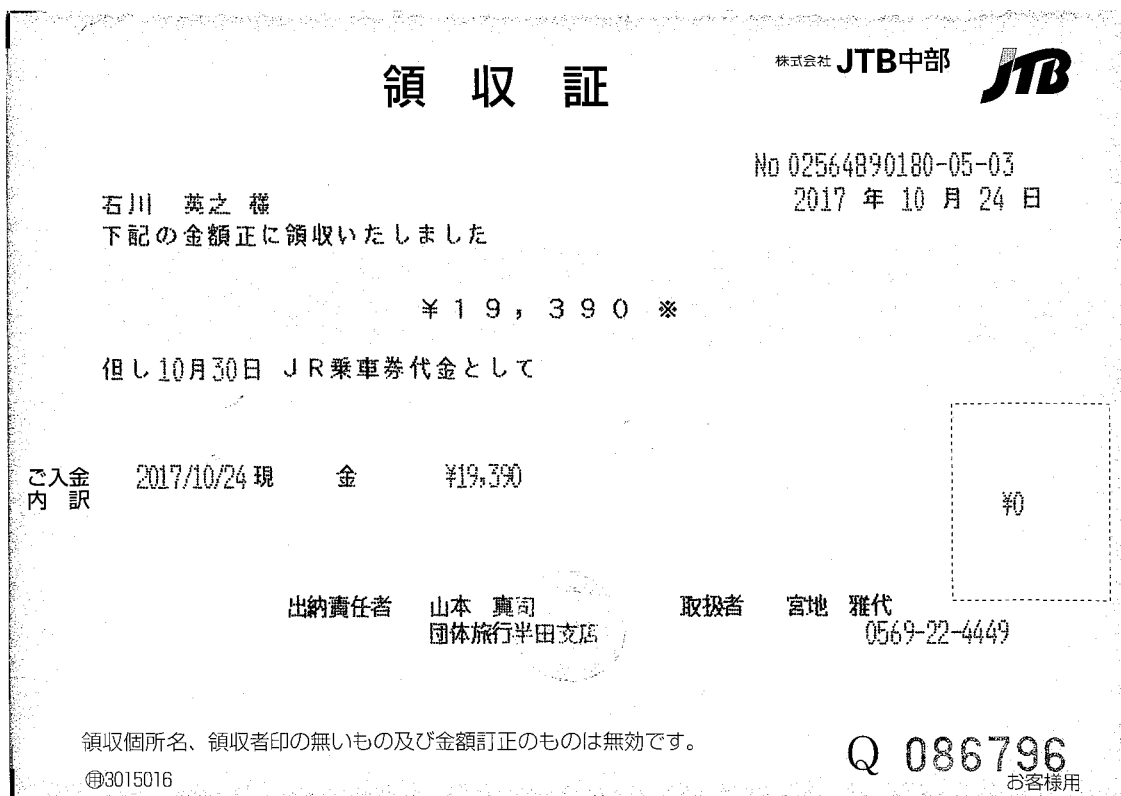 領収証
株式会社 JTB中部 JTB
No 02564890180-05-03
2017 年 10 月 24 日
石川 英之 様
下記の金額正に領収いたしました
¥19,390※
但し10月30日 JR乗車券代金として
ご入金内訳 2017/10/24 現 金 ¥19,390
¥0
出納責任者 山本 真司 取扱者 宮地 雅代
団体旅行半田支店 0569-22-4449
領収個所名、領収者印の無いもの及び金額訂正のものは無効です。
Q 086796
㊞3015016
お客様用